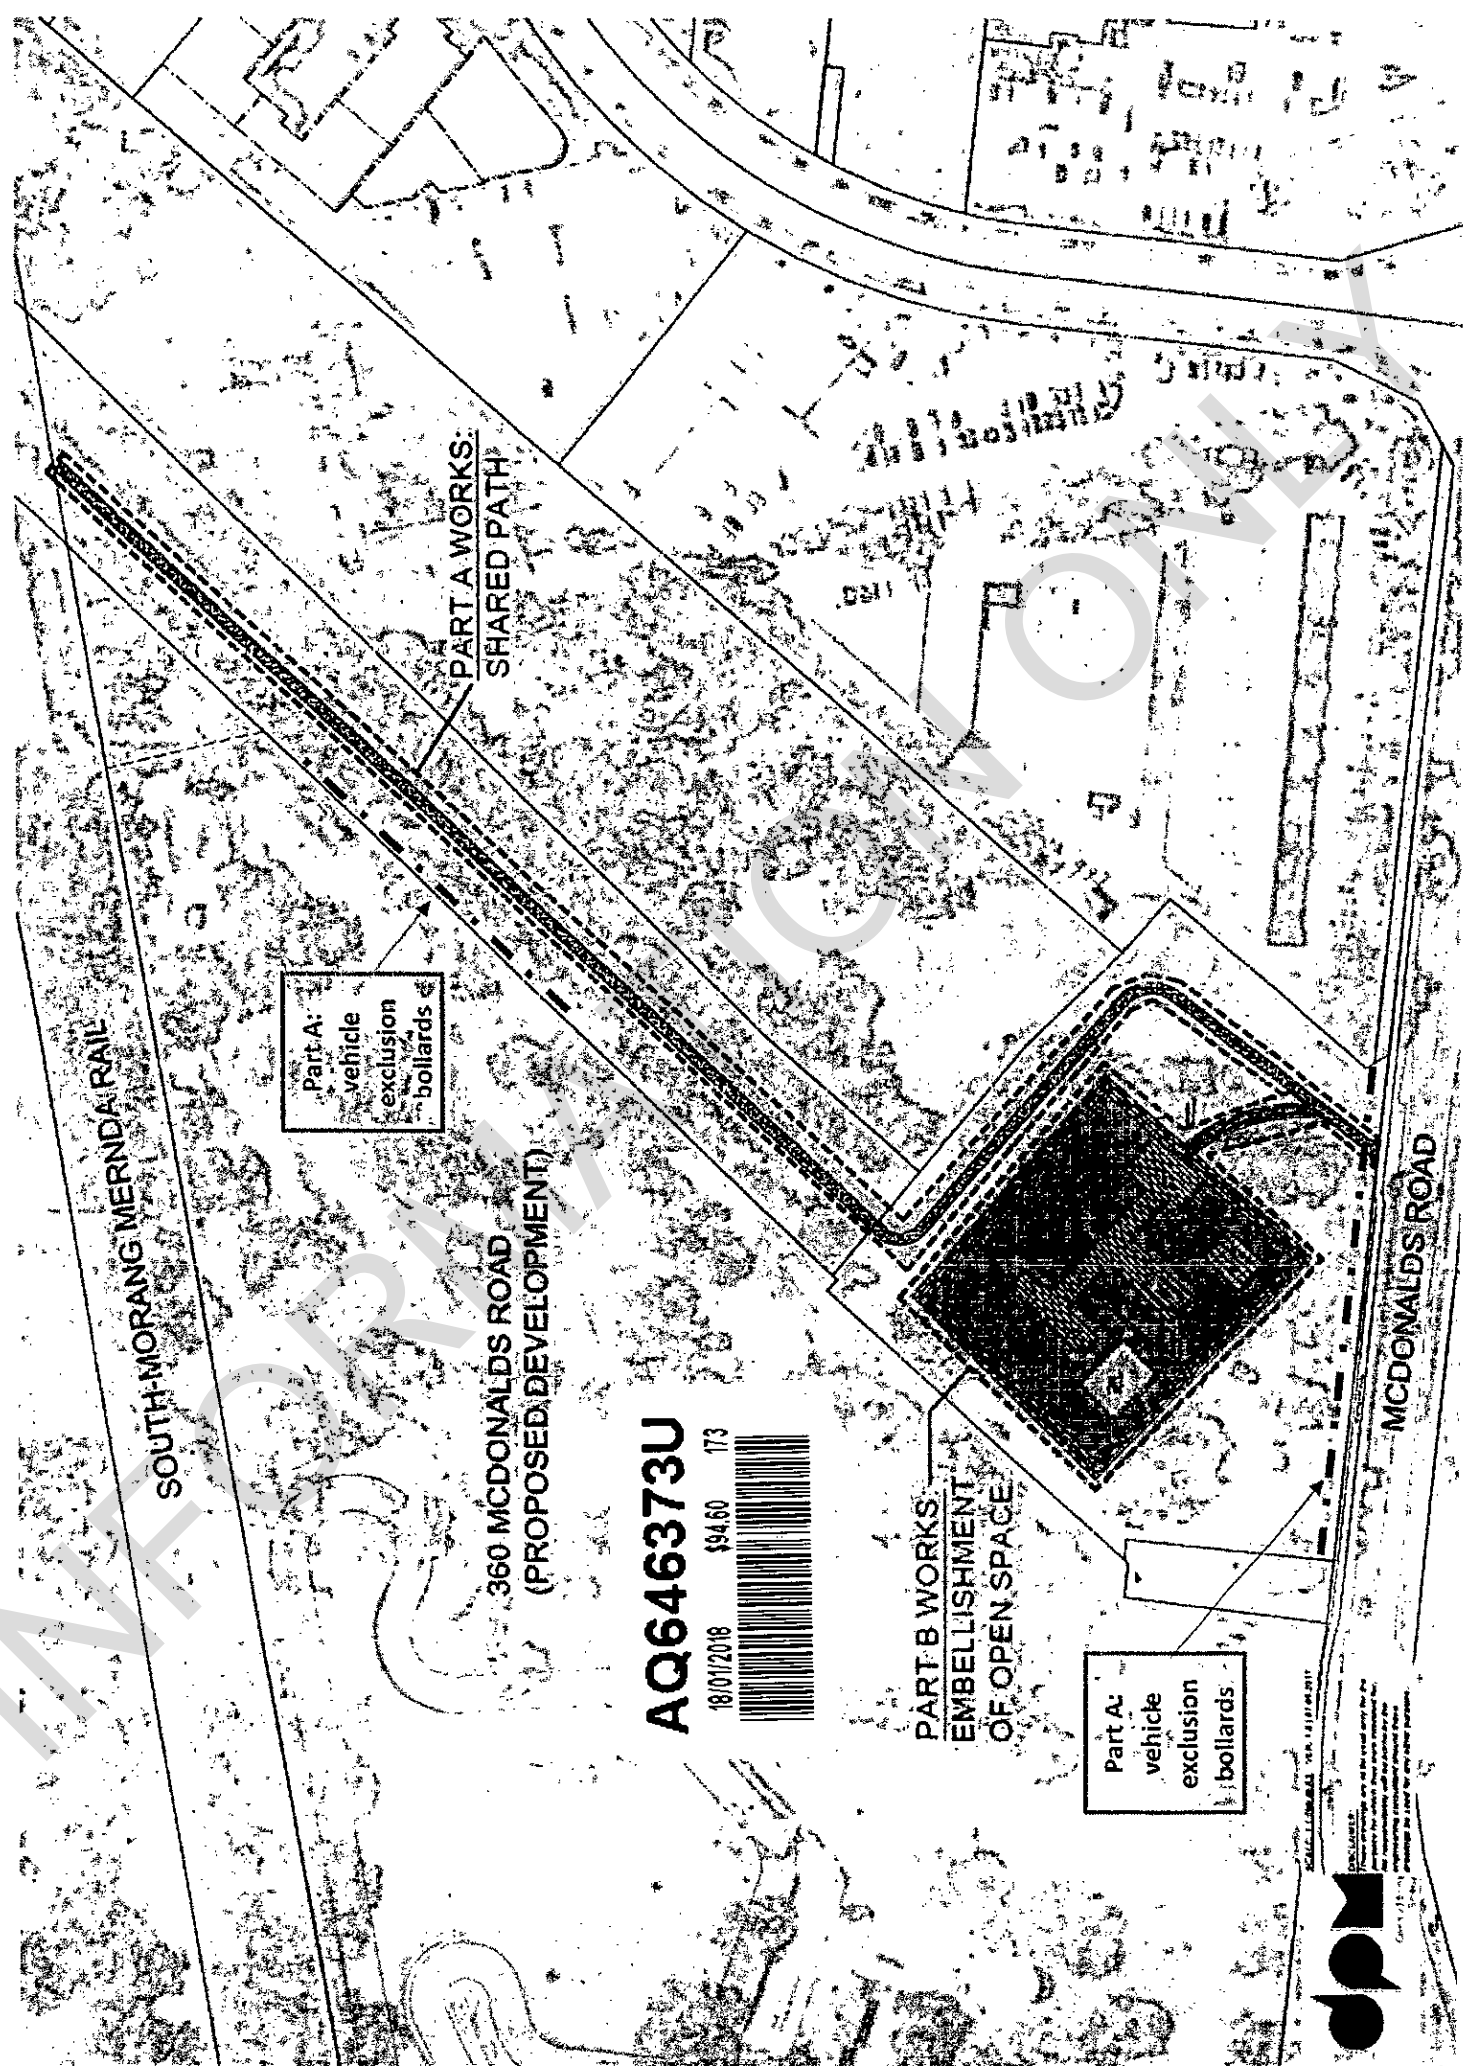 SOUTH MORANG MERNDA RAIL
Part A:
vehicle
exclusion
bollards
PART A WORKS:
SHARED PATH
360 MCDONALDS ROAD
(PROPOSED DEVELOPMENT)
AQ646373U
18/01/2018 $94.60 173
PART B WORKS
EMBELLISHMENT
OF OPEN SPACE
Part A:
vehicle
exclusion
bollards
MCDONALDS ROAD
DISCLAIMER:
dpm
INFORMATION ONLY